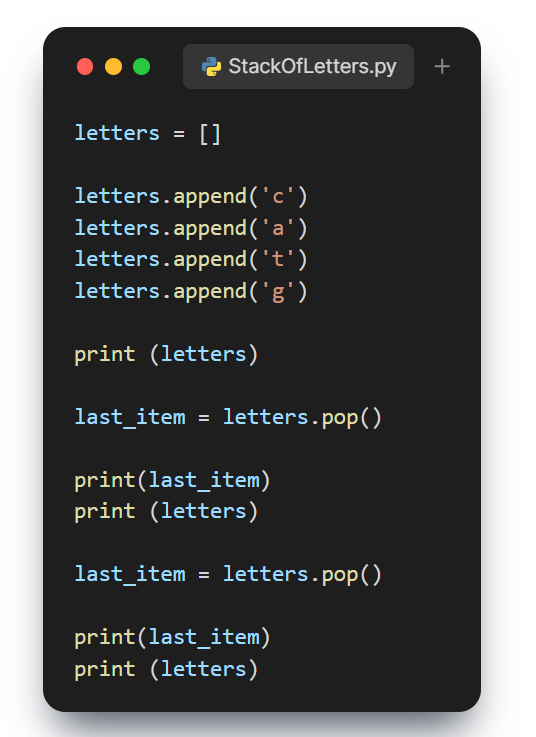 StackOfLetters.py +
letters = []
letters.append('c')
letters.append('a')
letters.append('t')
letters.append('g')
print (letters)
last_item = letters.pop()
print(last_item)
print (letters)
last_item = letters.pop()
print(last_item)
print (letters)